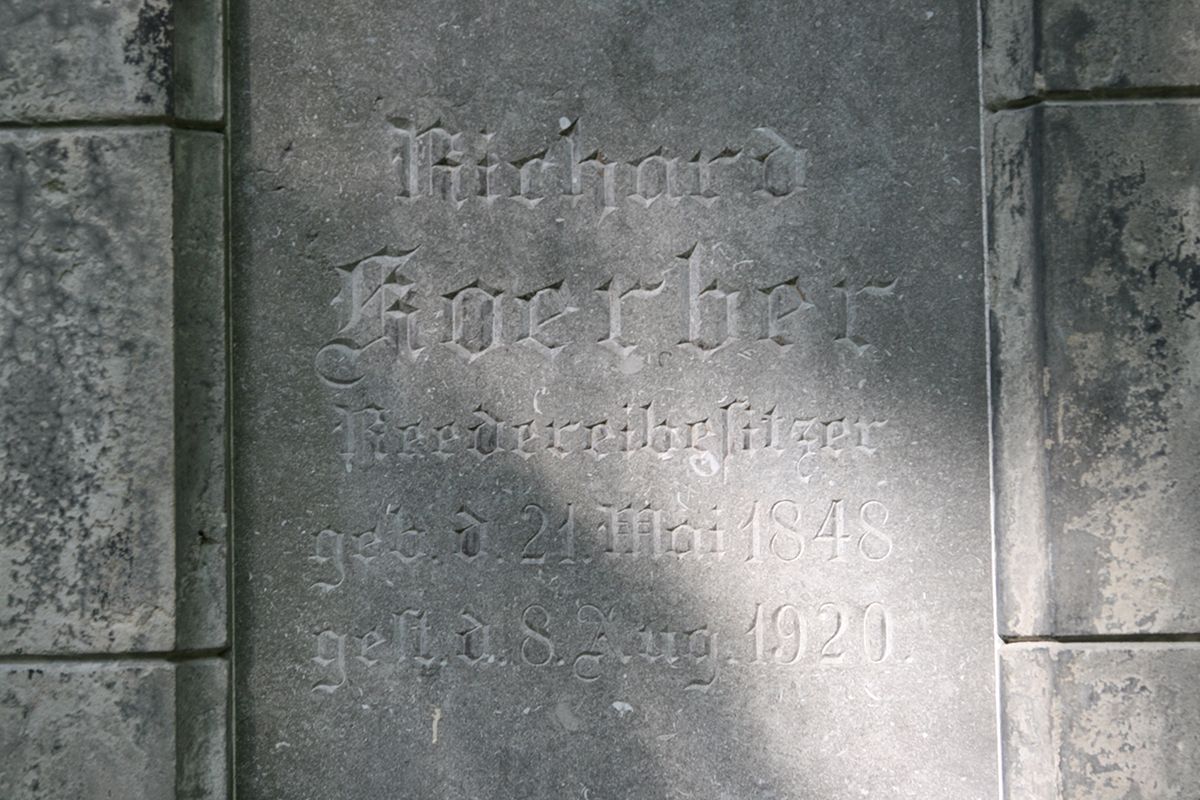 Richard
Koerber
Reedereibesitzer
geb. d. 21. Mai 1848
gest. d. 8. Aug. 1920.